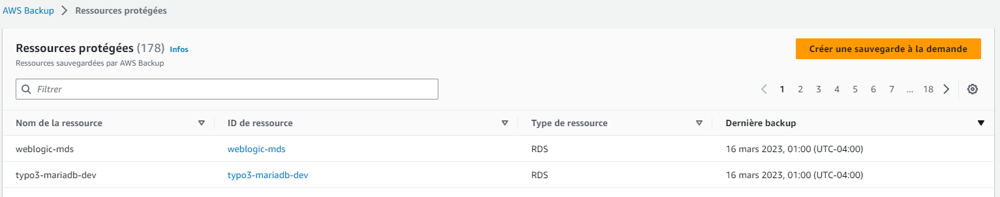 AWS Backup > Ressources protégées
Ressources protégées (178) Infos
Créer une sauvegarde à la demande
Ressources sauvegardées par AWS Backup
Filtrer
1 2 3 4 5 6 7 ... 18
Nom de la ressource ID de ressource Type de ressource Dernière backup
weblogic-mds weblogic-mds RDS 16 mars 2023, 01:00 (UTC-04:00)
typo3-mariadb-dev typo3-mariadb-dev RDS 16 mars 2023, 01:00 (UTC-04:00)